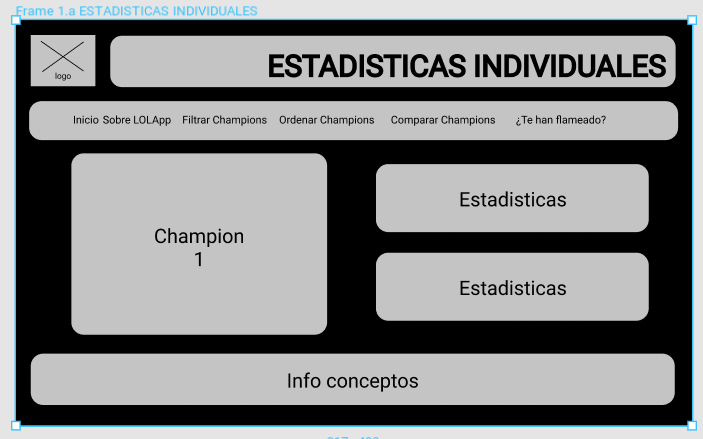 Frame 1.a ESTADISTICAS INDIVIDUALES
logo
ESTADISTICAS INDIVIDUALES
Inicio Sobre LOLApp Filtrar Champions Ordenar Champions Comparar Champions ¿Te han flameado?
Champion
1
Estadisticas
Estadisticas
Info conceptos